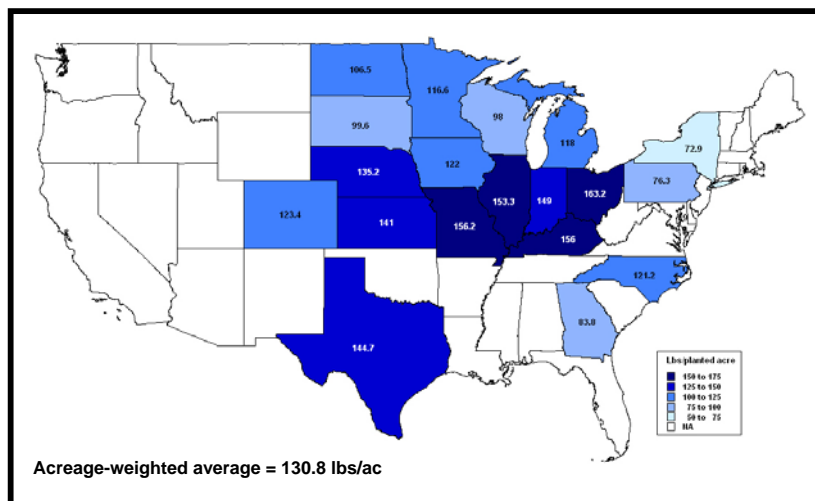 106.5
116.6
99.6
98
118
72.9
135.2
122
76.3
153.3
149
163.2
123.4
141
156.2
156
121.2
83.8
144.7
Lbs/planted acre
150 to 175
125 to 150
100 to 125
75 to 100
50 to 75
NA
Acreage-weighted average = 130.8 lbs/ac